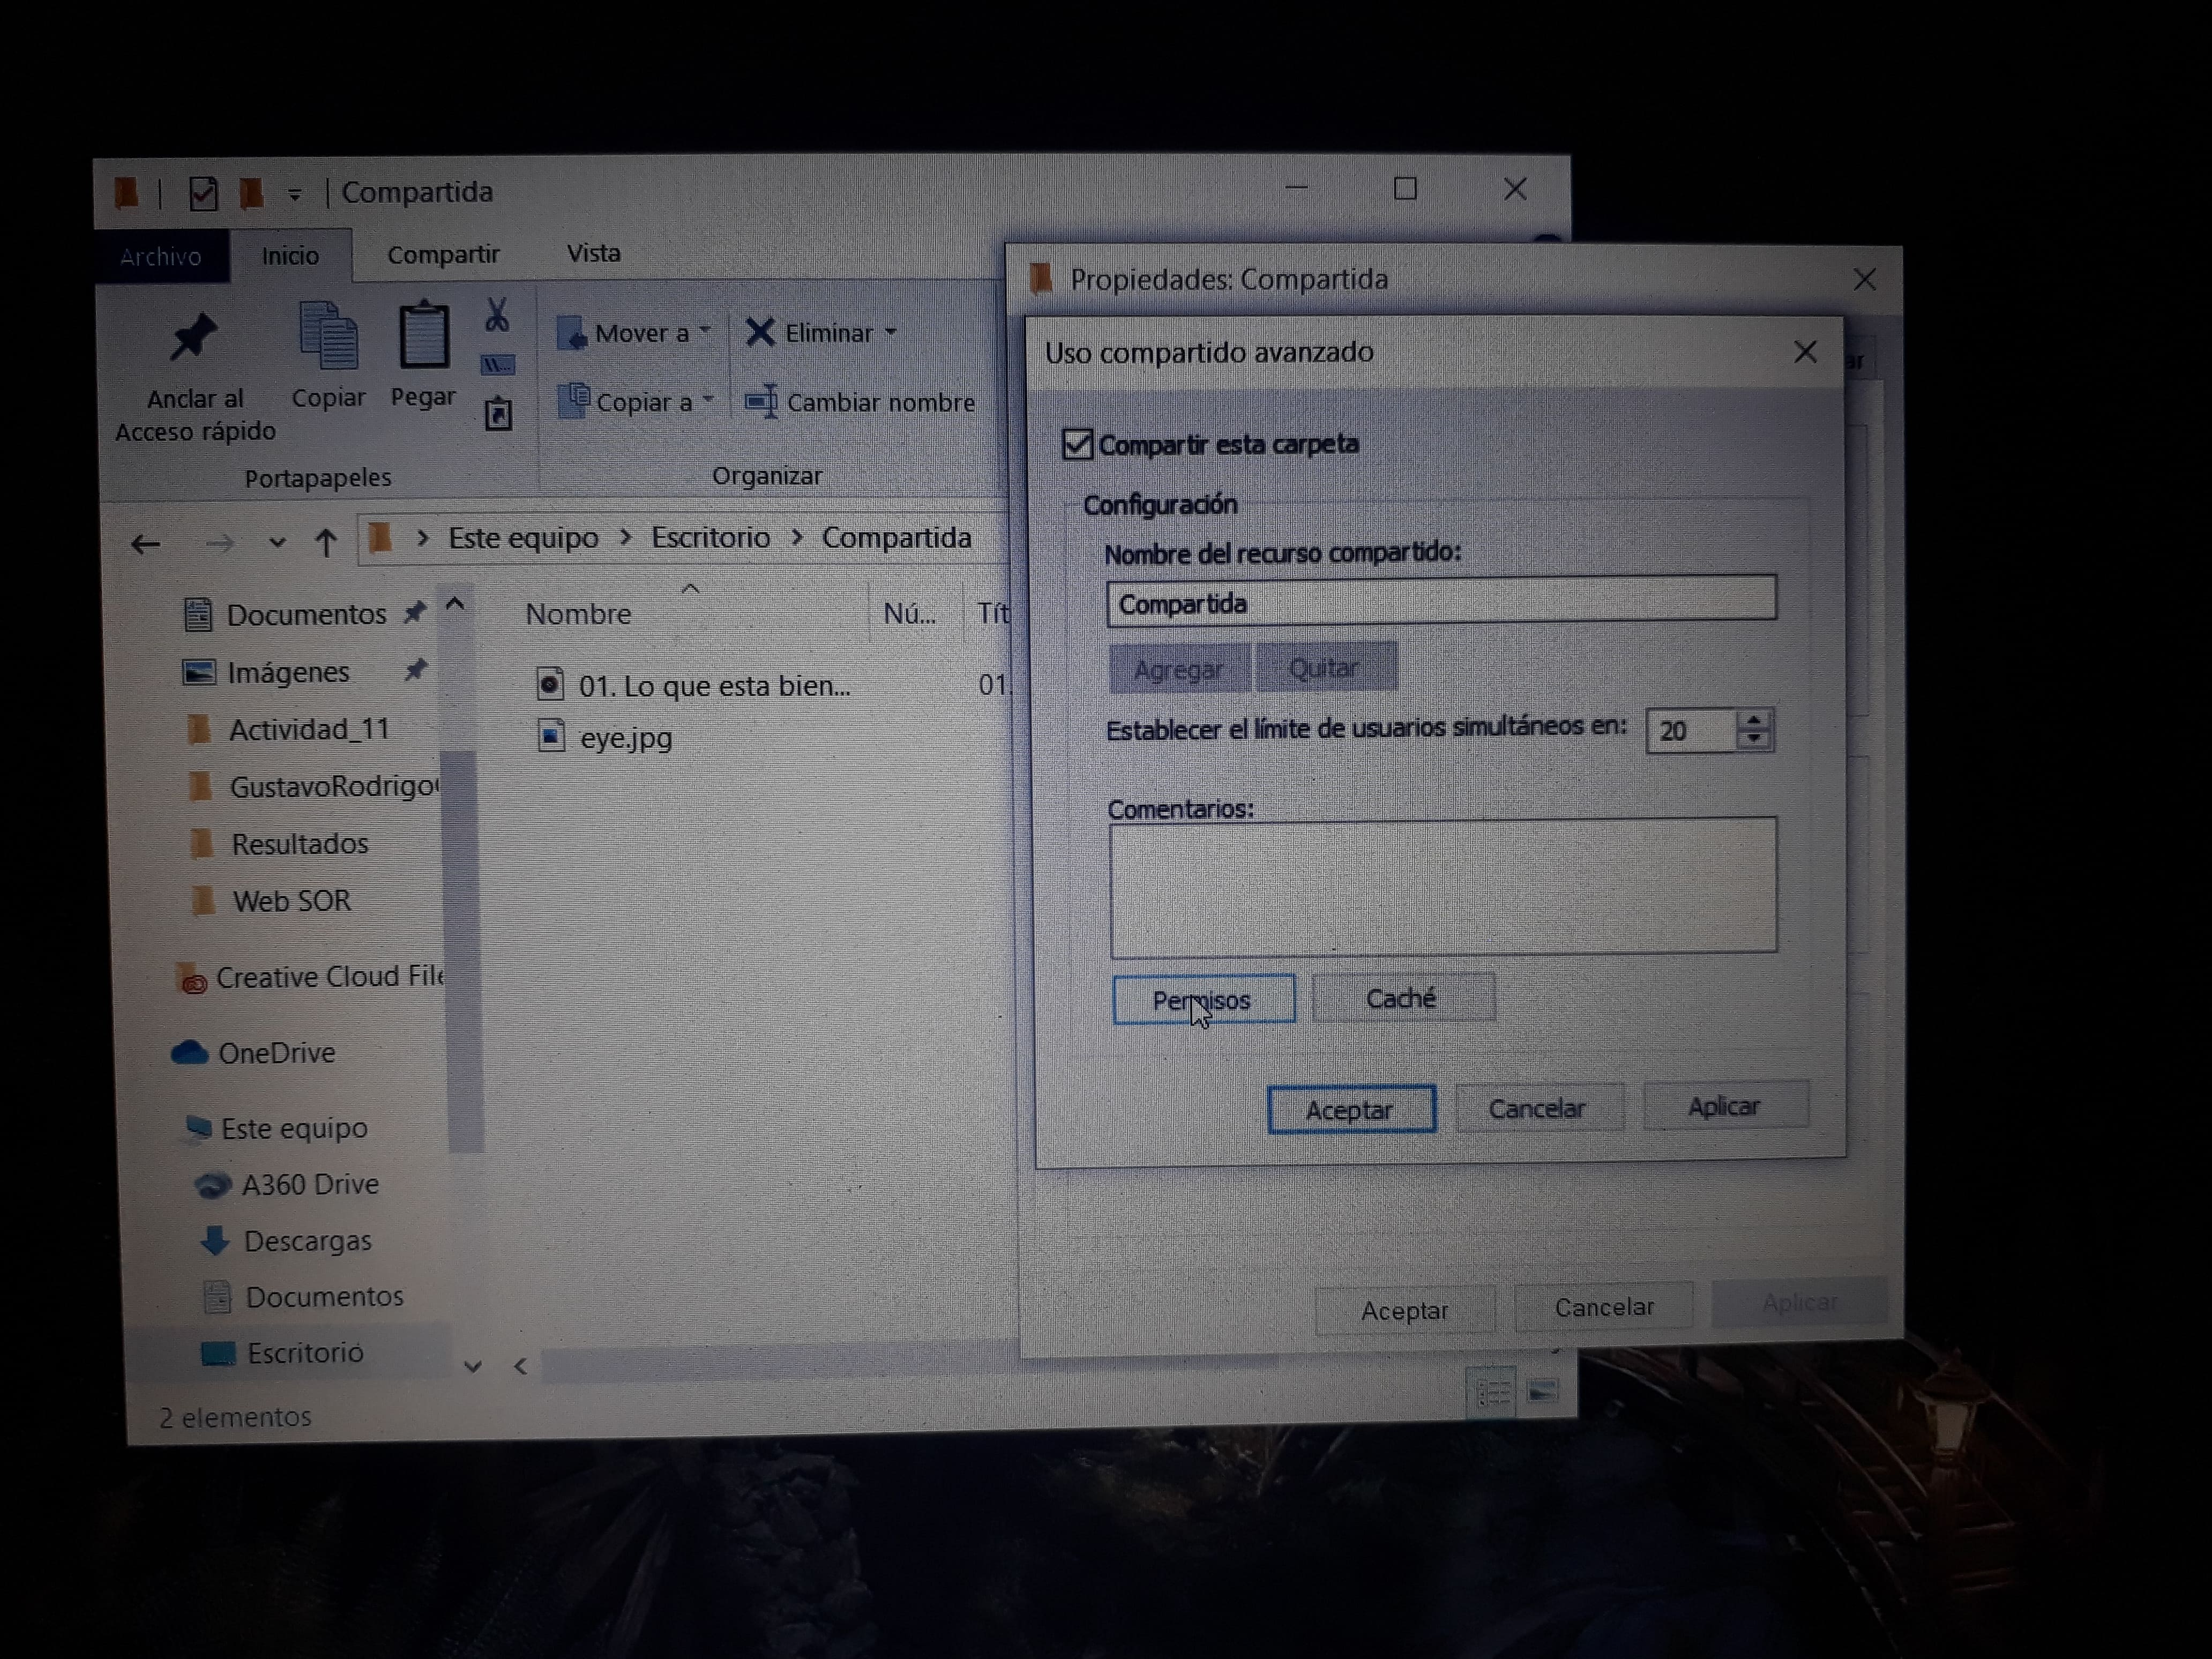 Compartida
Archivo Inicio Compartir Vista
Anclar al Acceso rápido
Copiar
Pegar
Mover a
Copiar a
Eliminar
Cambiar nombre
Portapapeles
Organizar
Este equipo > Escritorio > Compartida
Documentos
Imágenes
Actividad_11
GustavoRodrigo
Resultados
Web SOR
Creative Cloud File
OneDrive
Este equipo
A360 Drive
Descargas
Documentos
Escritorio
Nombre Nú... Tít
01. Lo que esta bien... 01.
eye.jpg
2 elementos
Propiedades: Compartida
ar
Uso compartido avanzado
Compartir esta carpeta
Configuración
Nombre del recurso compartido:
Compartida
Agregar Quitar
Establecer el límite de usuarios simultáneos en: 20
Comentarios:
Permisos Caché
Aceptar Cancelar Aplicar
Aceptar Cancelar Aplicar